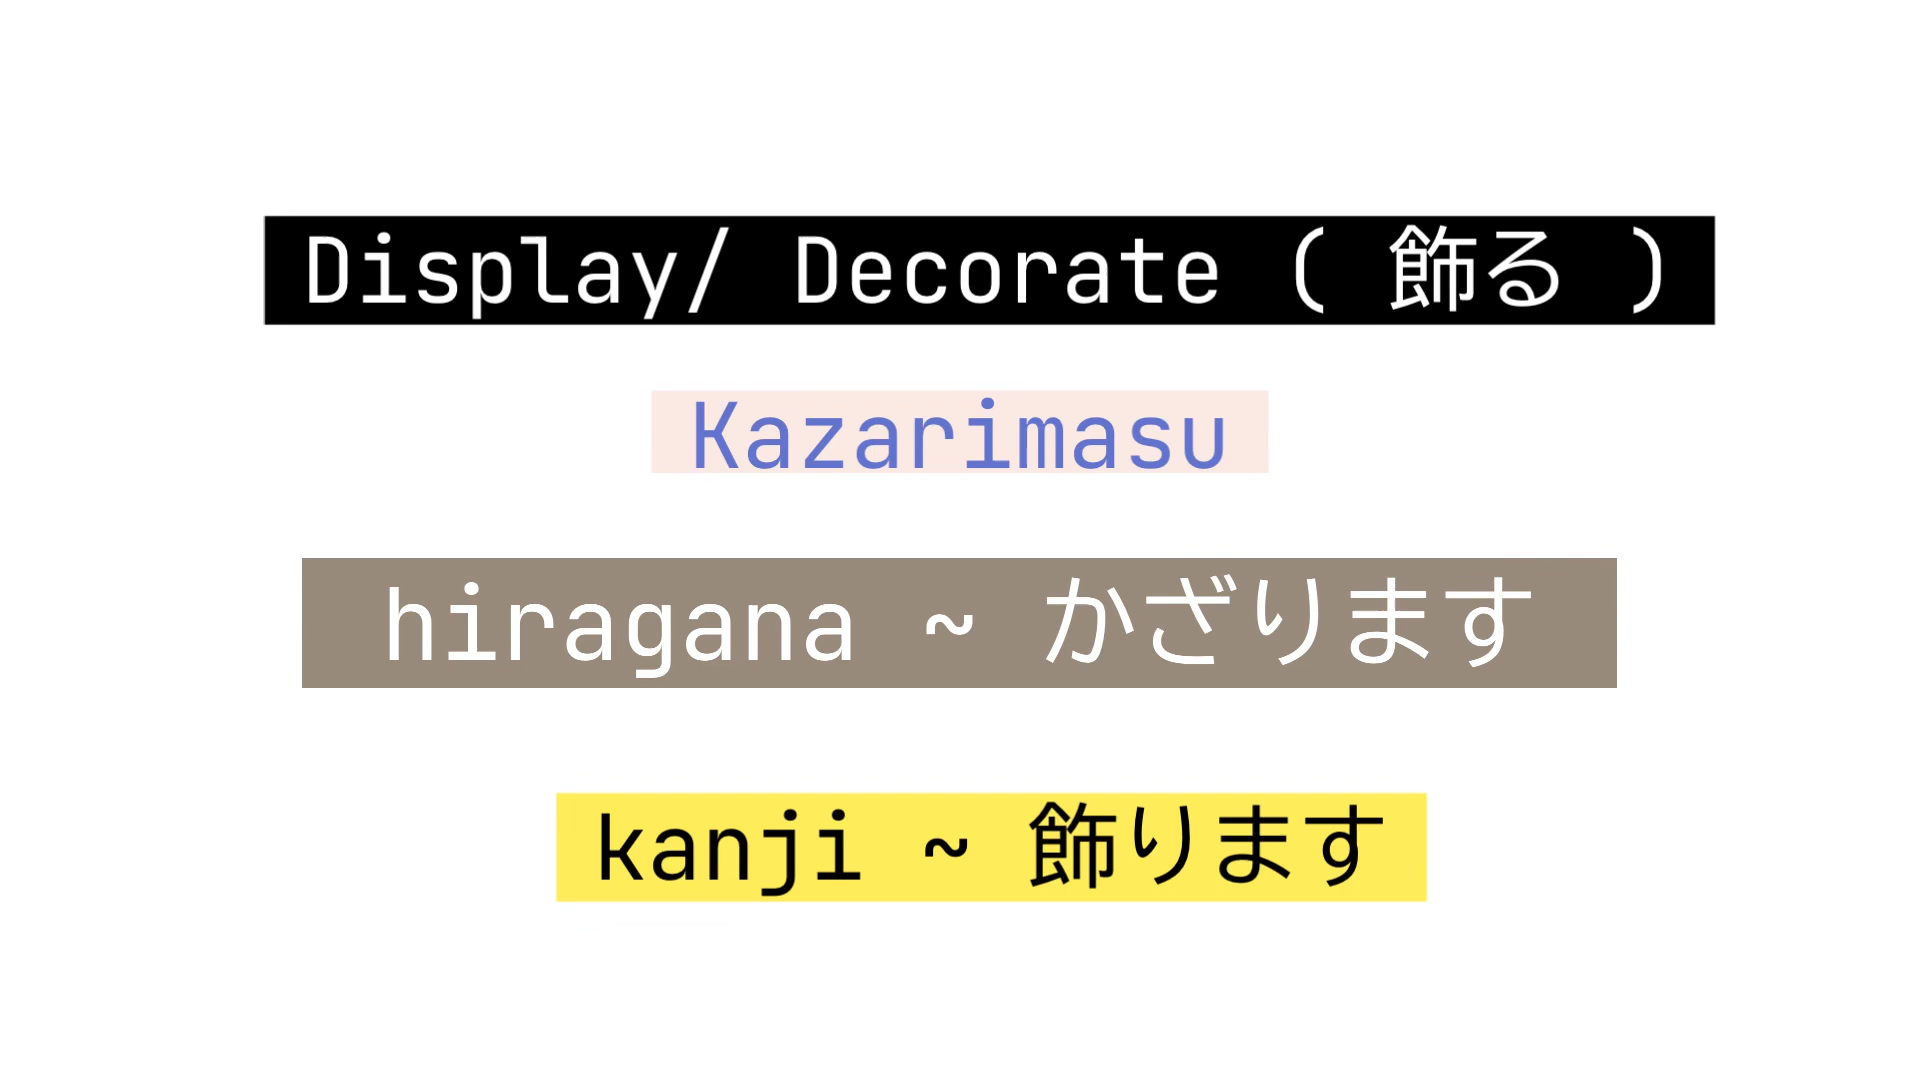 Display/ Decorate ( 飾る )
Kazarimasu
hiragana ~ かざります
kanji ~ 飾ります